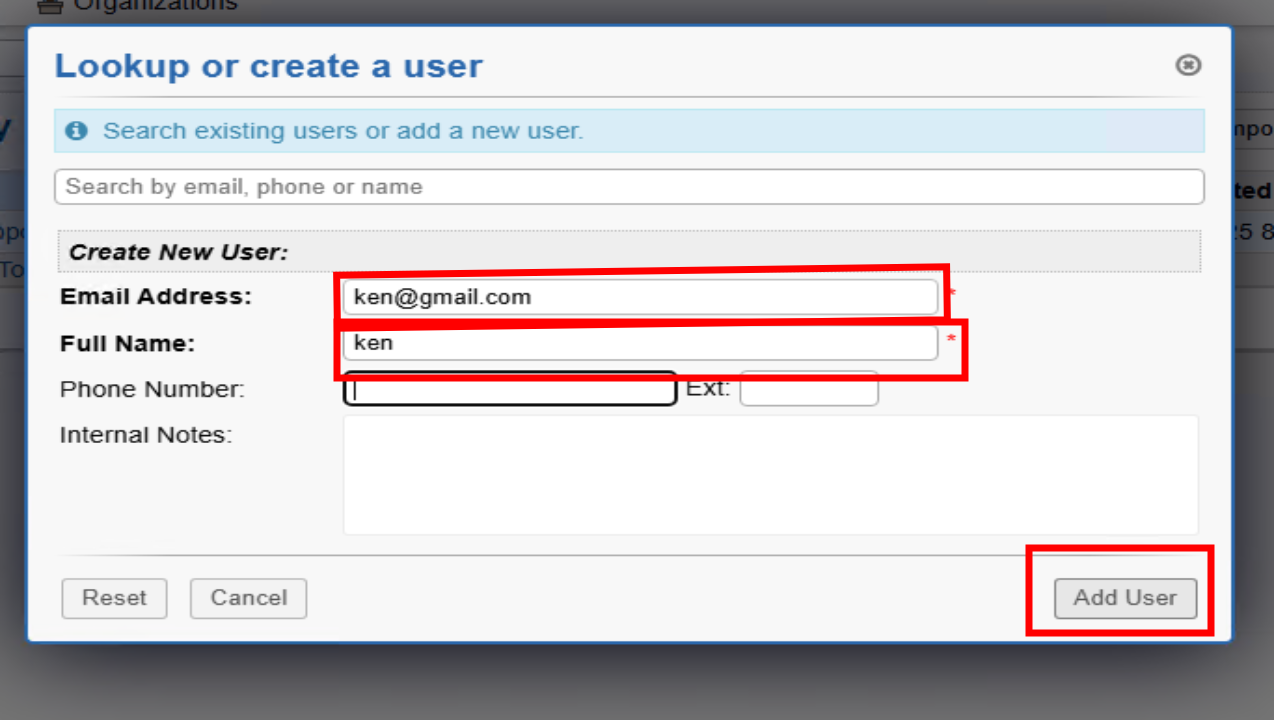 Organizations
Lookup or create a user
Search existing users or add a new user.
Search by email, phone or name
Create New User:
Email Address: ken@gmail.com *
Full Name: ken *
Phone Number: Ext:
Internal Notes:
Reset Cancel Add User